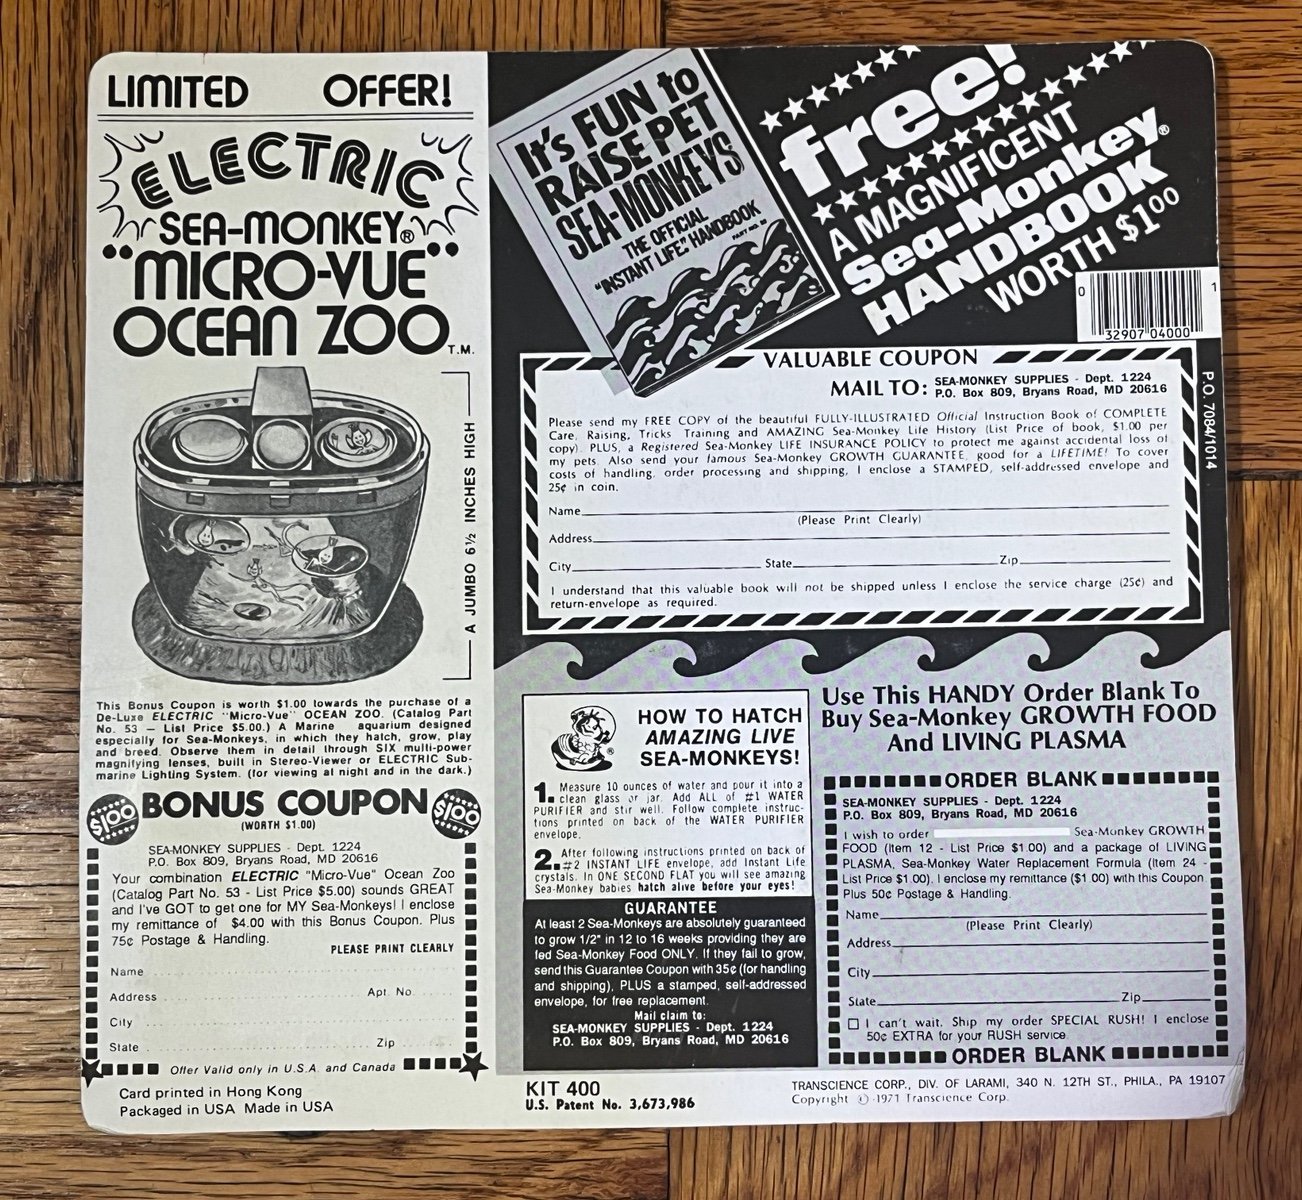 LIMITED OFFER!
ELECTRIC
SEA-MONKEY®
"MICRO-VUE"
OCEAN ZOO T.M.
A JUMBO 6½ INCHES HIGH
This Bonus Coupon is worth $1.00 towards the purchase of a
De-Luxe ELECTRIC "Micro-Vue" OCEAN ZOO. (Catalog Part
No. 53 — List Price $5.00.) A Marine aquarium designed
especially for Sea-Monkeys, in which they hatch, grow, play
and breed. Observe them in detail through SIX multi-power
magnifying lenses, built in Stereo-Viewer or ELECTRIC Sub-
marine Lighting System. (for viewing at night and in the dark.)
$1.00 BONUS COUPON $1.00
(WORTH $1.00)
SEA-MONKEY SUPPLIES - Dept. 1224
P.O. Box 809, Bryans Road, MD 20616
Your combination ELECTRIC "Micro-Vue" Ocean Zoo
(Catalog Part No. 53 - List Price $5.00) sounds GREAT
and I've GOT to get one for MY Sea-Monkeys! I enclose
my remittance of $4.00 with this Bonus Coupon. Plus
75¢ Postage & Handling.
PLEASE PRINT CLEARLY
Name
Address Apt. No.
City
State Zip
Offer Valid only in U.S.A. and Canada
Card printed in Hong Kong
Packaged in USA Made in USA
It's FUN to
RAISE PET
SEA-MONKEYS
THE OFFICIAL
"INSTANT LIFE" HANDBOOK
free!
A MAGNIFICENT
Sea-Monkey®
HANDBOOK
WORTH $1.00
0 32907 04000 1
P.O. 7084/1014
VALUABLE COUPON
MAIL TO: SEA-MONKEY SUPPLIES - Dept. 1224
P.O. Box 809, Bryans Road, MD 20616
Please send my FREE COPY of the beautiful FULLY-ILLUSTRATED Official Instruction Book of COMPLETE
Care, Raising, Tricks Training and AMAZING Sea-Monkey Life History (List Price of book, $1.00 per
copy). PLUS, a Registered Sea-Monkey LIFE INSURANCE POLICY to protect me against accidental loss of
my pets. Also send your famous Sea-Monkey GROWTH GUARANTEE, good for a LIFETIME! To cover
costs of handling, order processing and shipping, I enclose a STAMPED, self-addressed envelope and
25¢ in coin.
Name
(Please Print Clearly)
Address
City State Zip
I understand that this valuable book will not be shipped unless I enclose the service charge (25¢) and
return-envelope as required.
HOW TO HATCH
AMAZING LIVE
SEA-MONKEYS!
®
1. Measure 10 ounces of water and pour it into a
clean glass or jar. Add ALL of #1 WATER
PURIFIER and stir well. Follow complete instruc-
tions printed on back of the WATER PURIFIER
envelope.
2. After following instructions printed on back of
#2 INSTANT LIFE envelope, add Instant Life
crystals. In ONE SECOND FLAT you will see amazing
Sea-Monkey babies hatch alive before your eyes!
GUARANTEE
At least 2 Sea-Monkeys are absolutely guaranteed
to grow 1/2" in 12 to 16 weeks providing they are
fed Sea-Monkey Food ONLY. If they fail to grow,
send this Guarantee Coupon with 35¢ (for handling
and shipping), PLUS a stamped, self-addressed
envelope, for free replacement.
Mail claim to:
SEA-MONKEY SUPPLIES - Dept. 1224
P.O. Box 809, Bryans Road, MD 20616
Use This HANDY Order Blank To
Buy Sea-Monkey GROWTH FOOD
And LIVING PLASMA
ORDER BLANK
SEA-MONKEY SUPPLIES - Dept. 1224
P.O. Box 809, Bryans Road, MD 20616
I wish to order Sea-Monkey GROWTH
FOOD (Item 12 - List Price $1.00) and a package of LIVING
PLASMA, Sea-Monkey Water Replacement Formula (Item 24 -
List Price $1.00). I enclose my remittance ($1.00) with this Coupon
Plus 50¢ Postage & Handling.
Name
(Please Print Clearly)
Address
City
State Zip
I can't wait. Ship my order SPECIAL RUSH! I enclose
50¢ EXTRA for your RUSH service.
ORDER BLANK
KIT 400
U.S. Patent No. 3,673,986
TRANSCIENCE CORP., DIV. OF LARAMI, 340 N. 12TH ST., PHILA., PA 19107
Copyright © 1971 Transcience Corp.